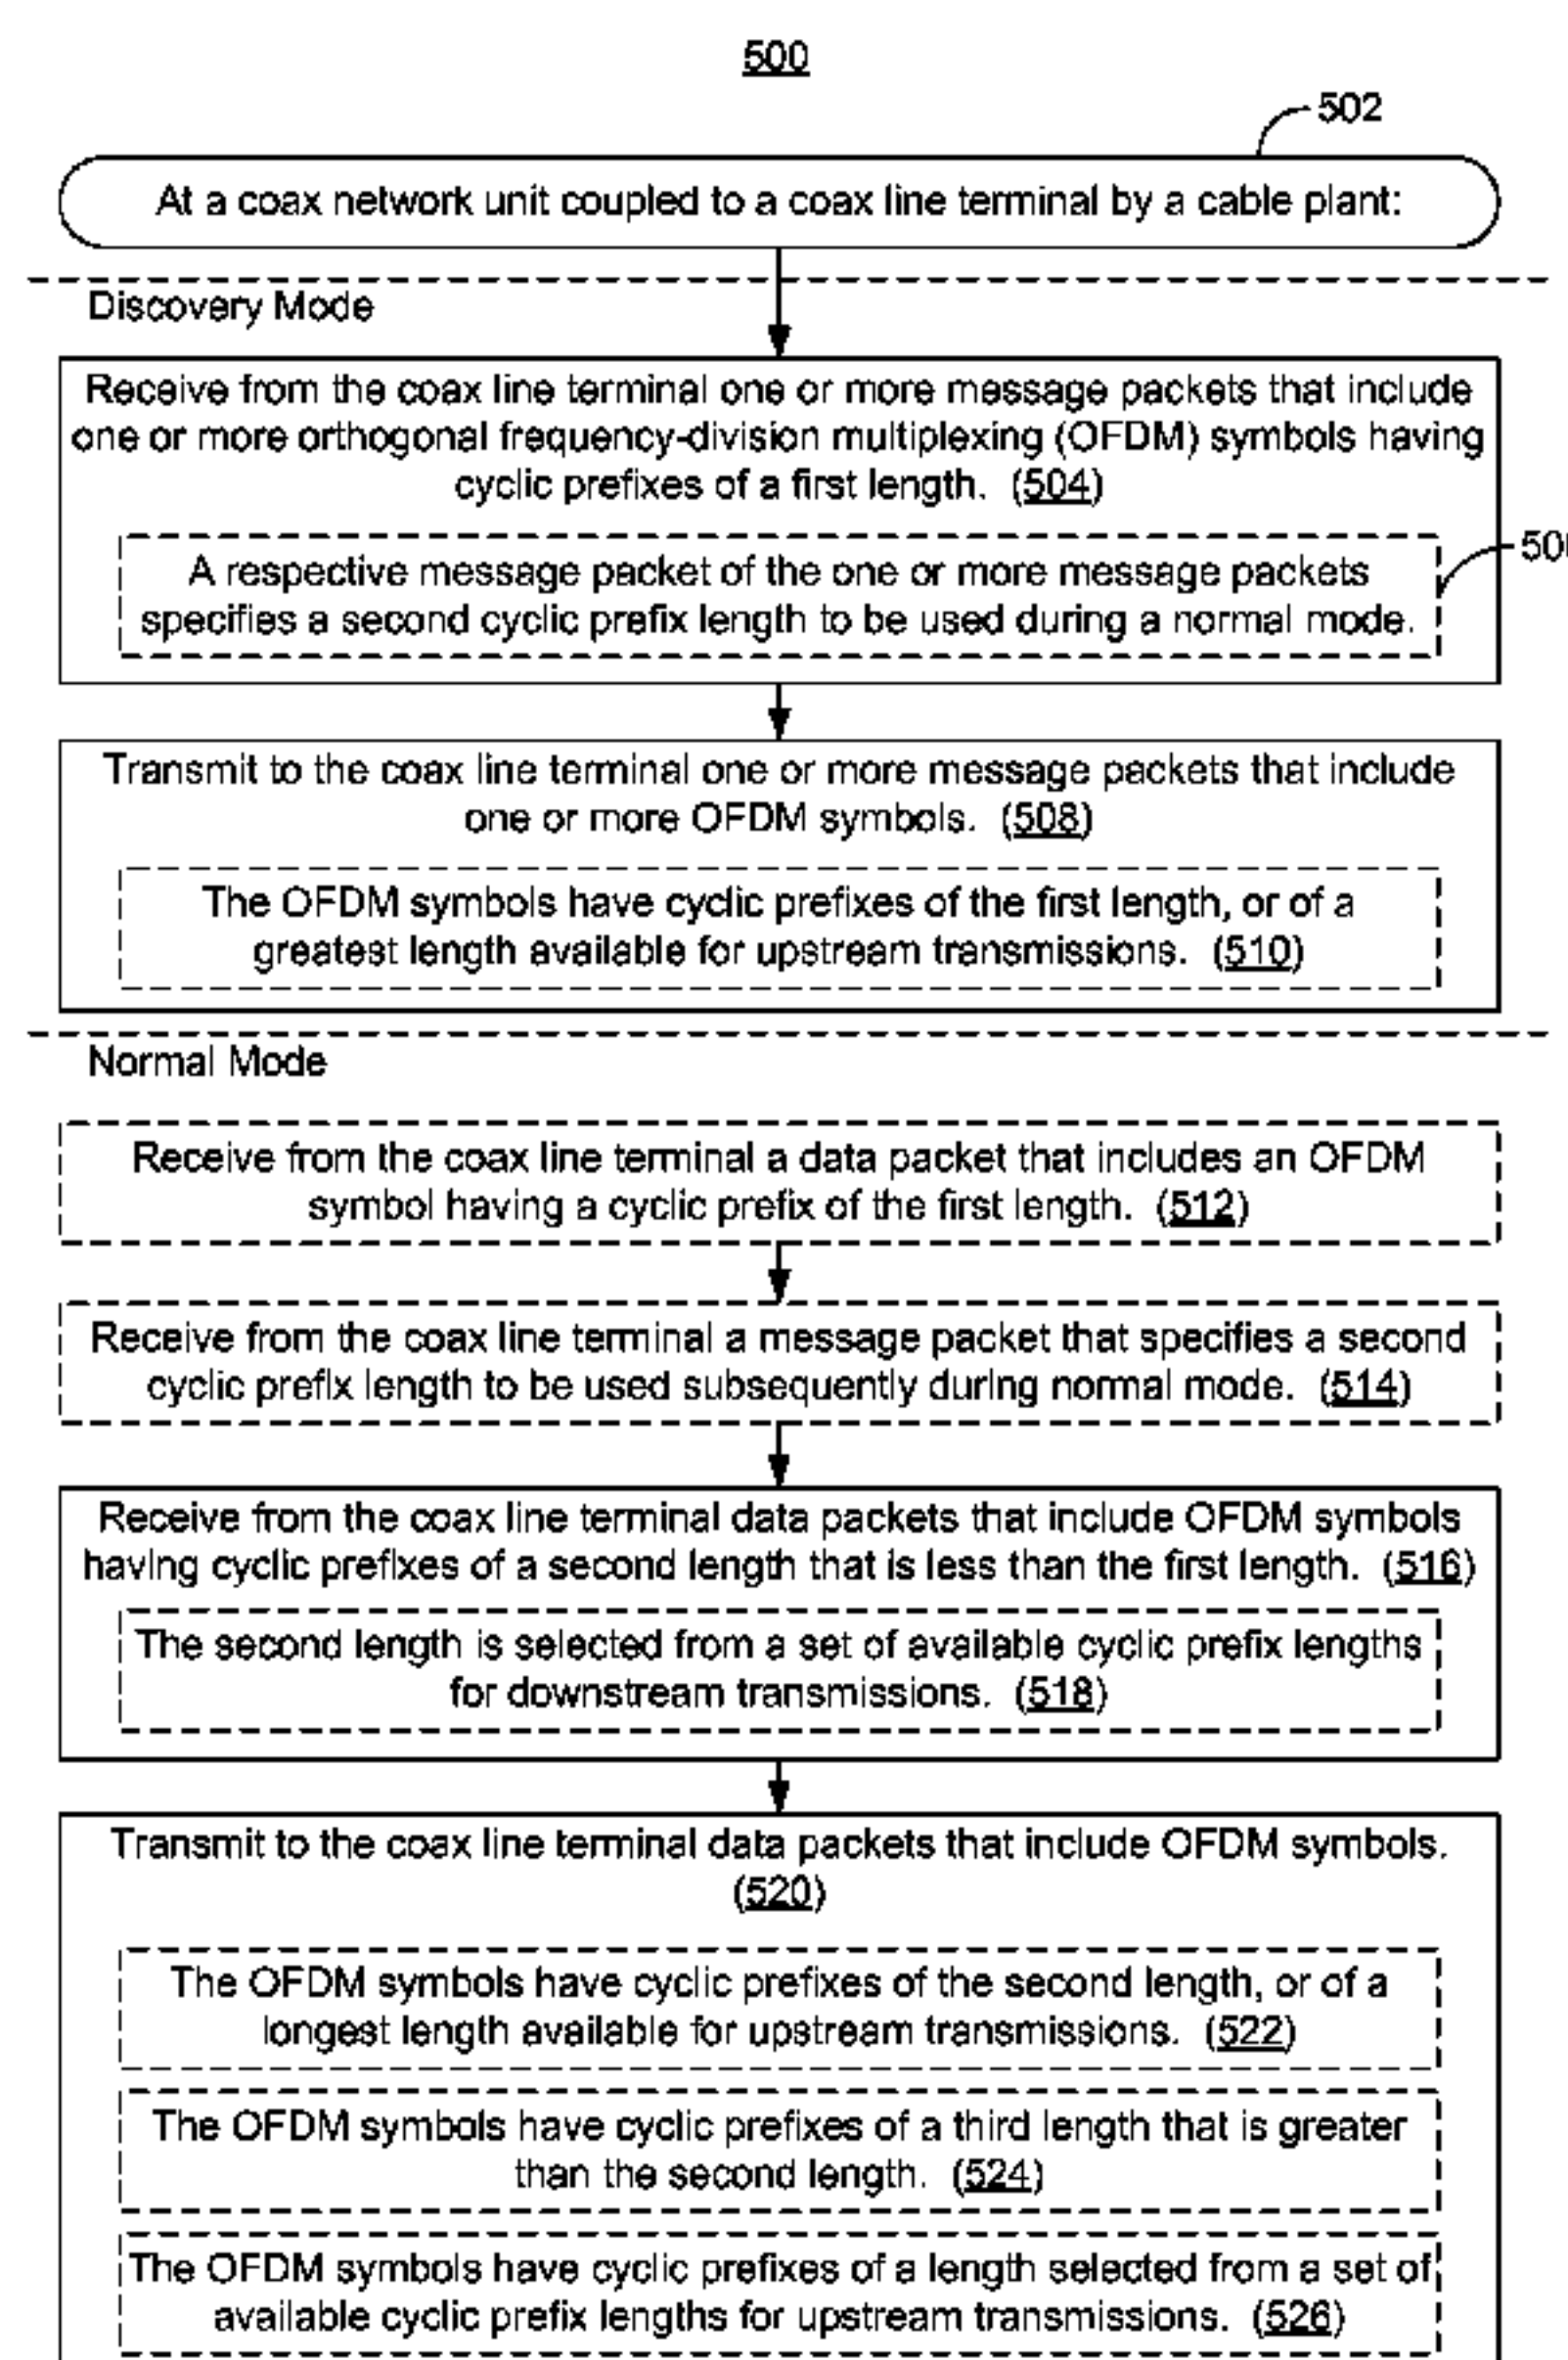 500
502
At a coax network unit coupled to a coax line terminal by a cable plant:
Discovery Mode
Receive from the coax line terminal one or more message packets that include
one or more orthogonal frequency-division multiplexing (OFDM) symbols having
cyclic prefixes of a first length. (504)
A respective message packet of the one or more message packets
specifies a second cyclic prefix length to be used during a normal mode.
Transmit to the coax line terminal one or more message packets that include
one or more OFDM symbols. (508)
The OFDM symbols have cyclic prefixes of the first length, or of a
greatest length available for upstream transmissions. (510)
Normal Mode
Receive from the coax line terminal a data packet that includes an OFDM
symbol having a cyclic prefix of the first length. (512)
Receive from the coax line terminal a message packet that specifies a second
cyclic prefix length to be used subsequently during normal mode. (514)
Receive from the coax line terminal data packets that include OFDM symbols
having cyclic prefixes of a second length that is less than the first length. (516)
The second length is selected from a set of available cyclic prefix lengths
for downstream transmissions. (518)
Transmit to the coax line terminal data packets that include OFDM symbols.
(520)
The OFDM symbols have cyclic prefixes of the second length, or of a
longest length available for upstream transmissions. (522)
The OFDM symbols have cyclic prefixes of a third length that is greater
than the second length. (524)
The OFDM symbols have cyclic prefixes of a length selected from a set of
available cyclic prefix lengths for upstream transmissions. (526)